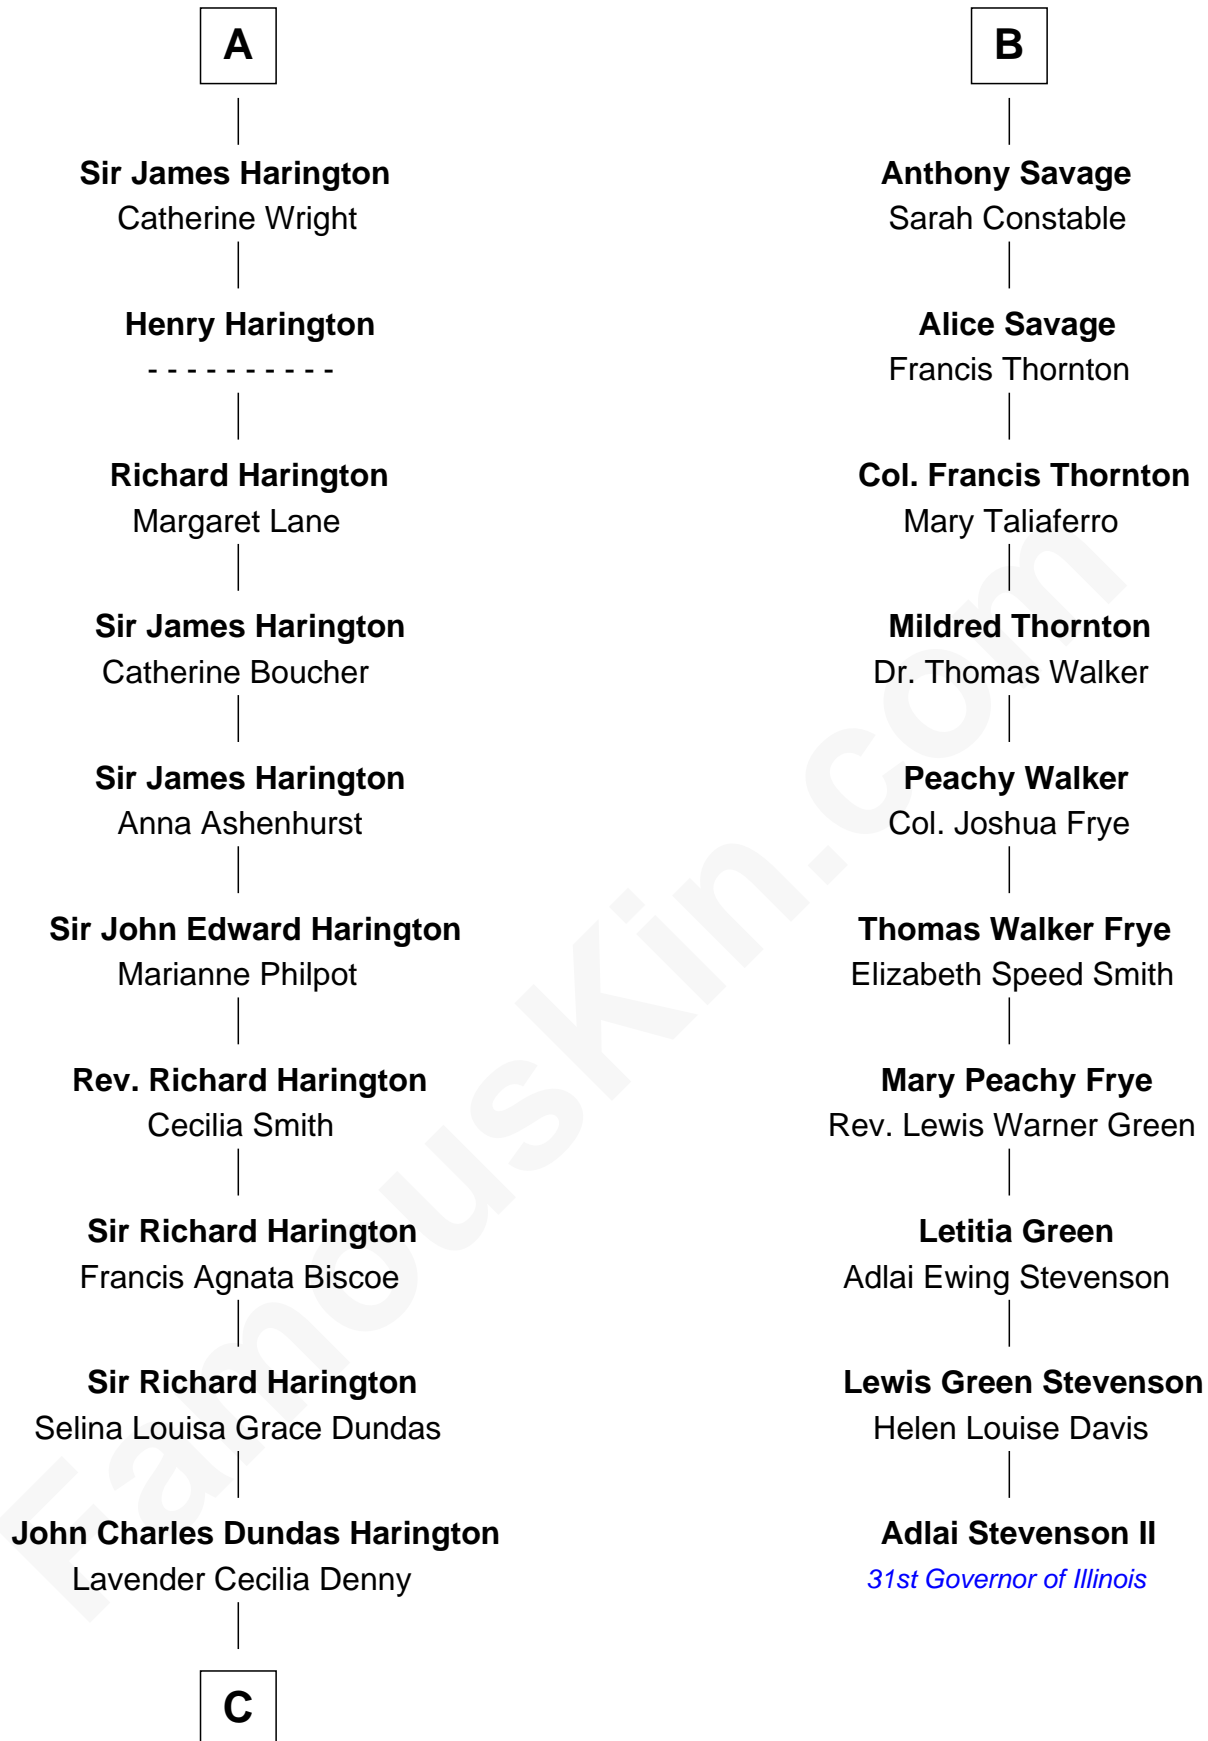 A
Sir James Harington
Catherine Wright
Henry Harington
- - - - - - - - - -
Richard Harington
Margaret Lane
Sir James Harington
Catherine Boucher
Sir James Harington
Anna Ashenhurst
Sir John Edward Harington
Marianne Philpot
Rev. Richard Harington
Cecilia Smith
Sir Richard Harington
Francis Agnata Biscoe
Sir Richard Harington
Selina Louisa Grace Dundas
John Charles Dundas Harington
Lavender Cecilia Denny
C
B
Anthony Savage
Sarah Constable
Alice Savage
Francis Thornton
Col. Francis Thornton
Mary Taliaferro
Mildred Thornton
Dr. Thomas Walker
Peachy Walker
Col. Joshua Frye
Thomas Walker Frye
Elizabeth Speed Smith
Mary Peachy Frye
Rev. Lewis Warner Green
Letitia Green
Adlai Ewing Stevenson
Lewis Green Stevenson
Helen Louise Davis
Adlai Stevenson II
31st Governor of Illinois
FamousKin.com